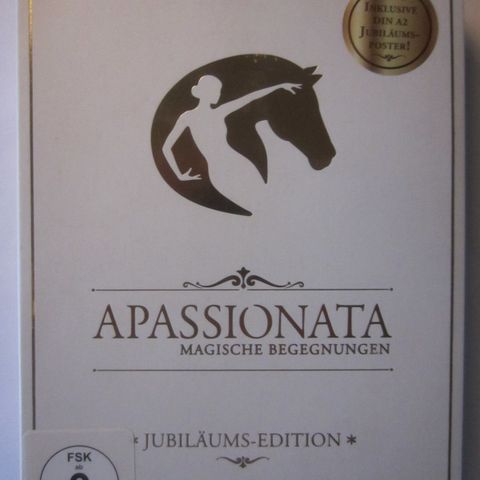 INKLUSIVE
DIN A2
JUBILÄUMS-
POSTER!
APASSIONATA
MAGISCHE BEGEGNUNGEN
* JUBILÄUMS-EDITION *
FSK
ab